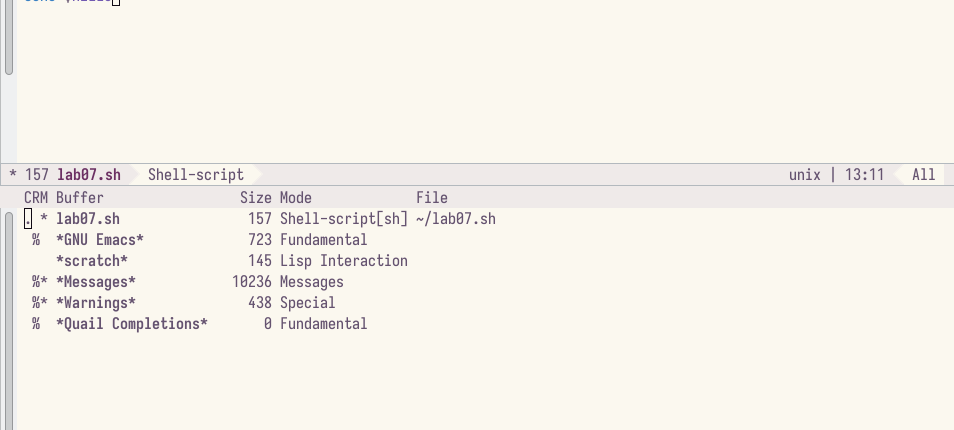 * 157 lab07.sh Shell-script unix | 13:11 All
CRM Buffer Size Mode File
. * lab07.sh 157 Shell-script[sh] ~/lab07.sh
% *GNU Emacs* 723 Fundamental
*scratch* 145 Lisp Interaction
%* *Messages* 10236 Messages
%* *Warnings* 438 Special
% *Quail Completions* 0 Fundamental